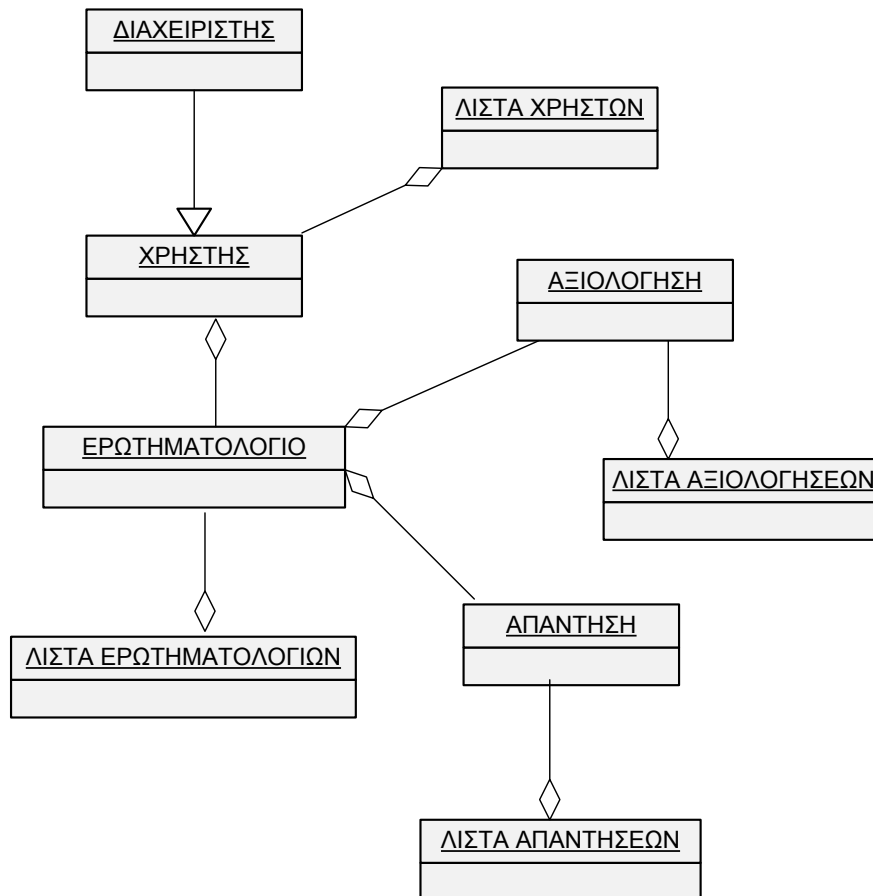 ΔΙΑΧΕΙΡΙΣΤΗΣ
ΛΙΣΤΑ ΧΡΗΣΤΩΝ
ΧΡΗΣΤΗΣ
ΑΞΙΟΛΟΓΗΣΗ
ΕΡΩΤΗΜΑΤΟΛΟΓΙΟ
ΛΙΣΤΑ ΑΞΙΟΛΟΓΗΣΕΩΝ
ΑΠΑΝΤΗΣΗ
ΛΙΣΤΑ ΕΡΩΤΗΜΑΤΟΛΟΓΙΩΝ
ΛΙΣΤΑ ΑΠΑΝΤΗΣΕΩΝ